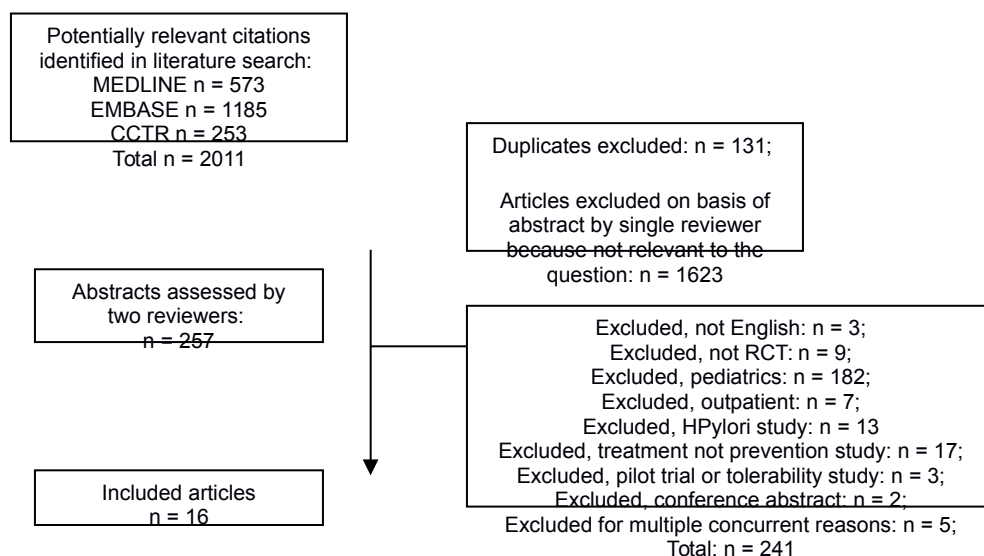 Potentially relevant citations
identified in literature search:
MEDLINE n = 573
EMBASE n = 1185
CCTR n = 253
Total n = 2011
Duplicates excluded: n = 131;
Articles excluded on basis of
abstract by single reviewer
because not relevant to the
question: n = 1623
Abstracts assessed by
two reviewers:
n = 257
Excluded, not English: n = 3;
Excluded, not RCT: n = 9;
Excluded, pediatrics: n = 182;
Excluded, outpatient: n = 7;
Excluded, HPylori study: n = 13
Excluded, treatment not prevention study: n = 17;
Excluded, pilot trial or tolerability study: n = 3;
Excluded, conference abstract: n = 2;
Excluded for multiple concurrent reasons: n = 5;
Total: n = 241
Included articles
n = 16